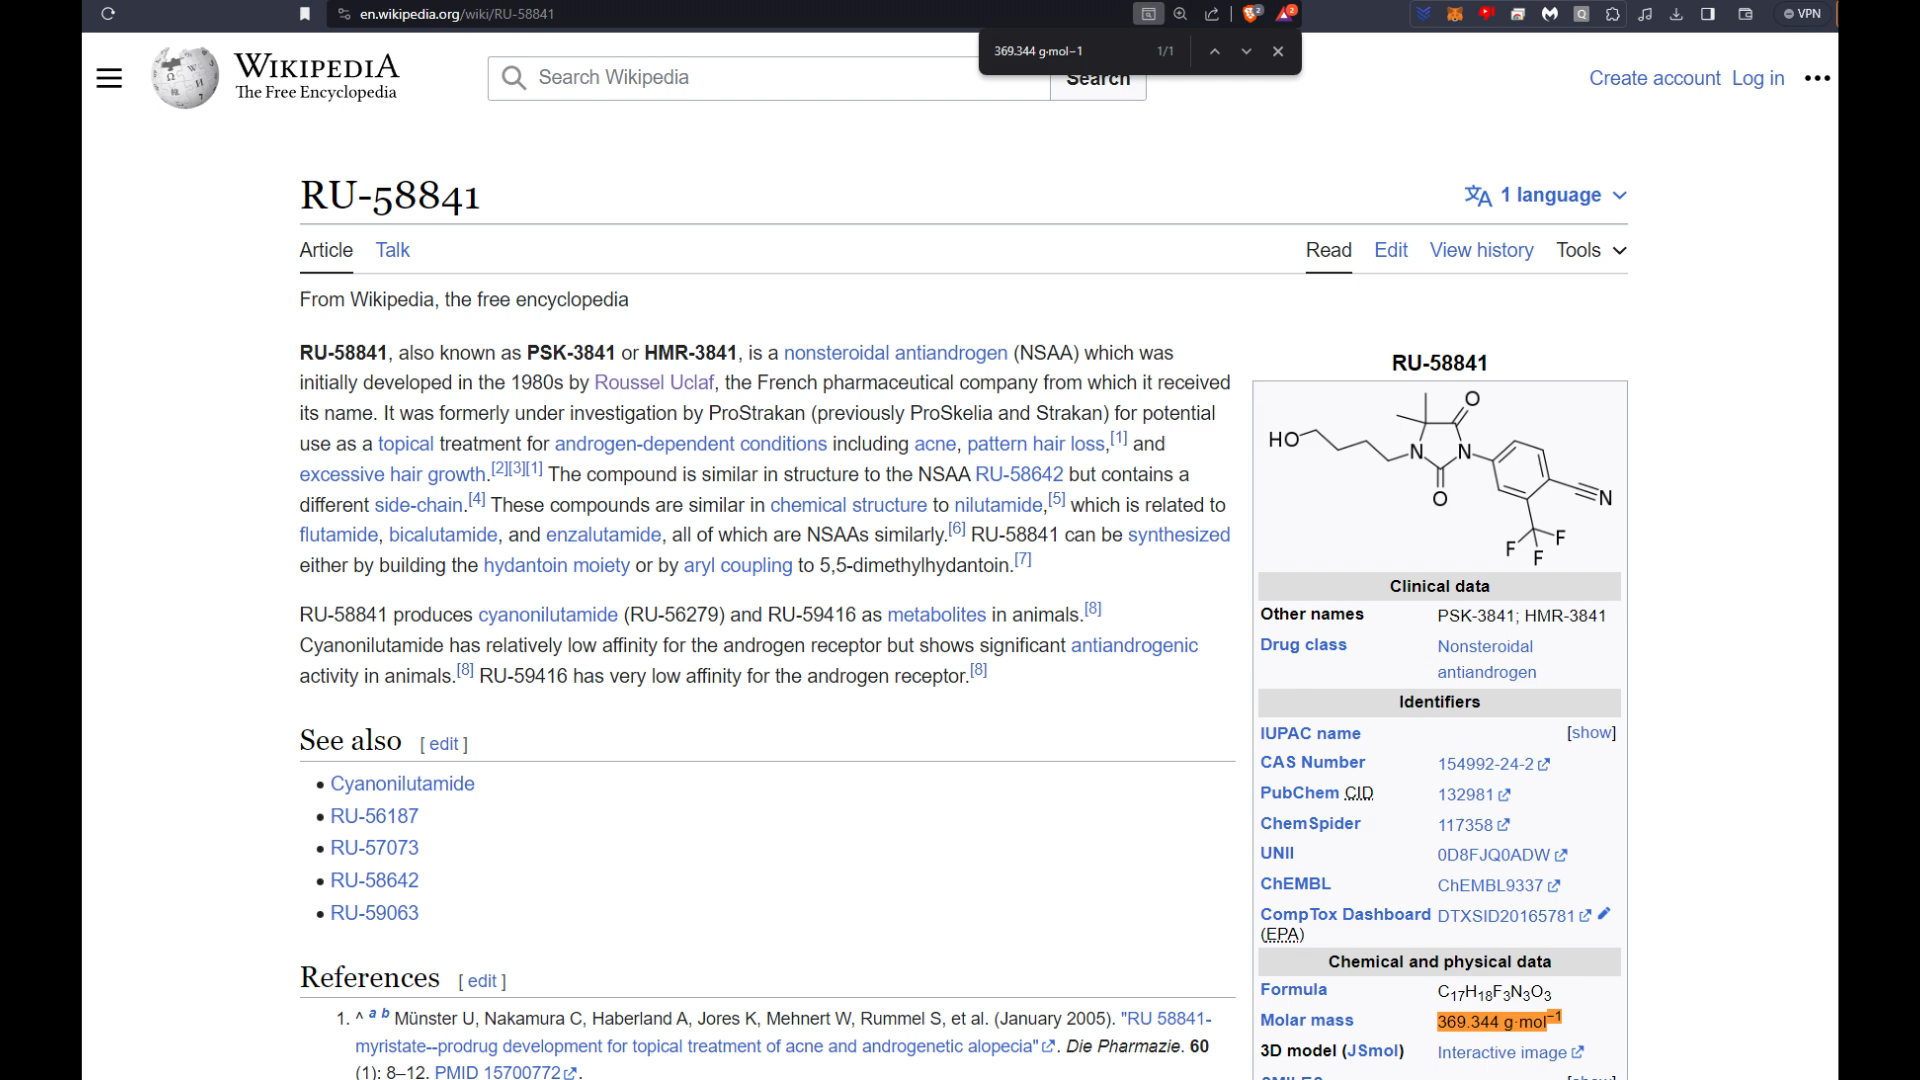 en.wikipedia.org/wiki/RU-58841
2
2
VPN
369.344 g·mol−1 1/1
WIKIPEDIA
The Free Encyclopedia
Search Wikipedia
Search
Create account Log in
RU-58841
1 language
Article Talk
Read Edit View history Tools
From Wikipedia, the free encyclopedia
RU-58841, also known as PSK-3841 or HMR-3841, is a nonsteroidal antiandrogen (NSAA) which was
initially developed in the 1980s by Roussel Uclaf, the French pharmaceutical company from which it received
its name. It was formerly under investigation by ProStrakan (previously ProSkelia and Strakan) for potential
use as a topical treatment for androgen-dependent conditions including acne, pattern hair loss,[1] and
excessive hair growth.[2][3][1] The compound is similar in structure to the NSAA RU-58642 but contains a
different side-chain.[4] These compounds are similar in chemical structure to nilutamide,[5] which is related to
flutamide, bicalutamide, and enzalutamide, all of which are NSAAs similarly.[6] RU-58841 can be synthesized
either by building the hydantoin moiety or by aryl coupling to 5,5-dimethylhydantoin.[7]
RU-58841 produces cyanonilutamide (RU-56279) and RU-59416 as metabolites in animals.[8]
Cyanonilutamide has relatively low affinity for the androgen receptor but shows significant antiandrogenic
activity in animals.[8] RU-59416 has very low affinity for the androgen receptor.[8]
See also [ edit ]
Cyanonilutamide
RU-56187
RU-57073
RU-58642
RU-59063
References [ edit ]
1. ^ a b Münster U, Nakamura C, Haberland A, Jores K, Mehnert W, Rummel S, et al. (January 2005). "RU 58841-
myristate--prodrug development for topical treatment of acne and androgenetic alopecia". Die Pharmazie. 60
(1): 8–12. PMID 15700772.
RU-58841
O
HO
N
N
O
N
F
F
F
Clinical data
Other names PSK-3841; HMR-3841
Drug class Nonsteroidal
antiandrogen
Identifiers
IUPAC name [show]
CAS Number 154992-24-2
PubChem CID 132981
ChemSpider 117358
UNII 0D8FJQ0ADW
ChEMBL ChEMBL9337
CompTox Dashboard DTXSID20165781
(EPA)
Chemical and physical data
Formula C17H18F3N3O3
Molar mass 369.344 g·mol−1
3D model (JSmol) Interactive image